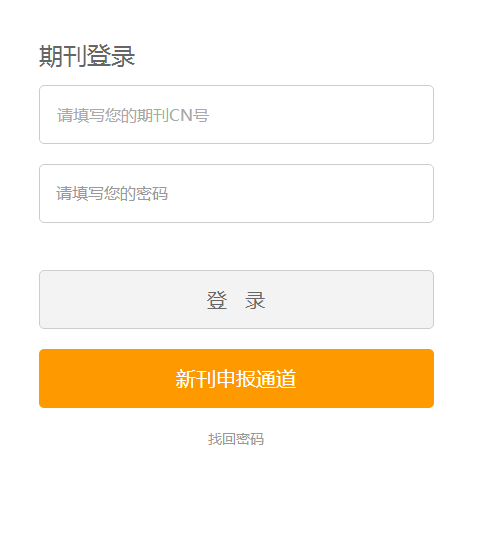 期刊登录
请填写您的期刊CN号
请填写您的密码
登 录
新刊申报通道
找回密码